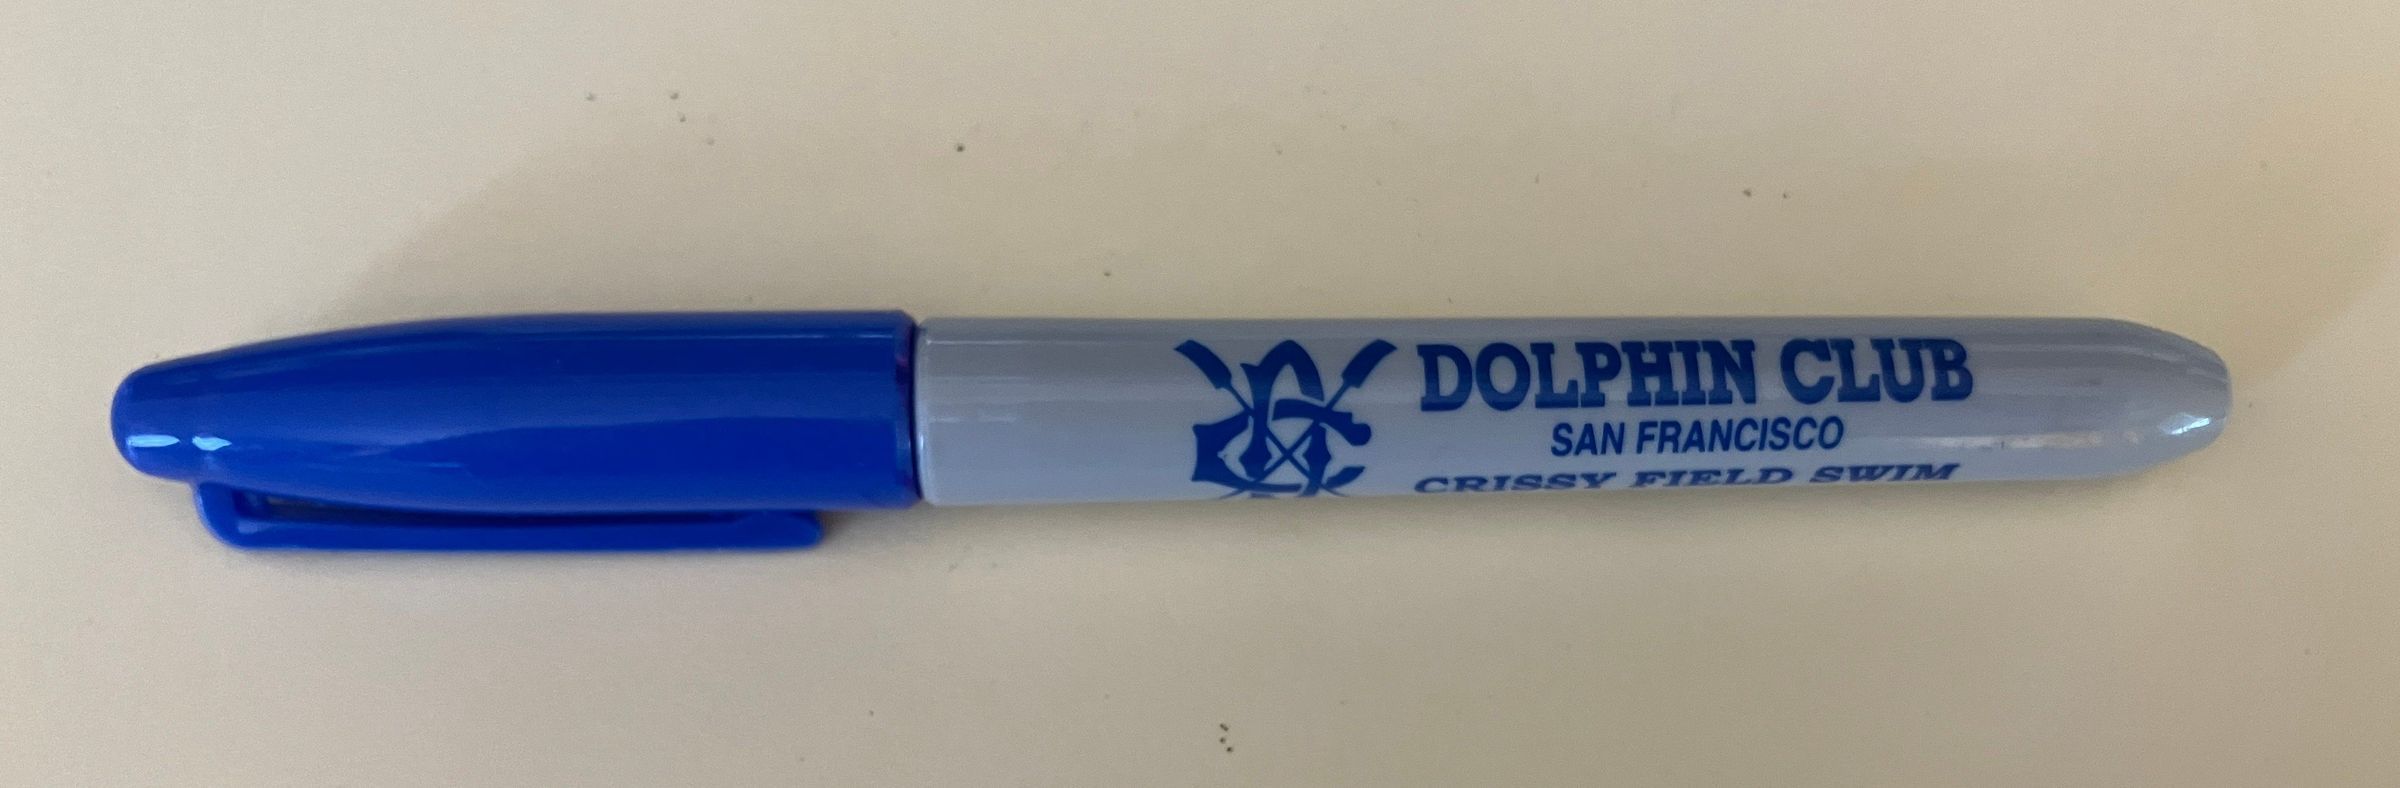 DOLPHIN CLUB
SAN FRANCISCO
CRISSY FIELD SWIM